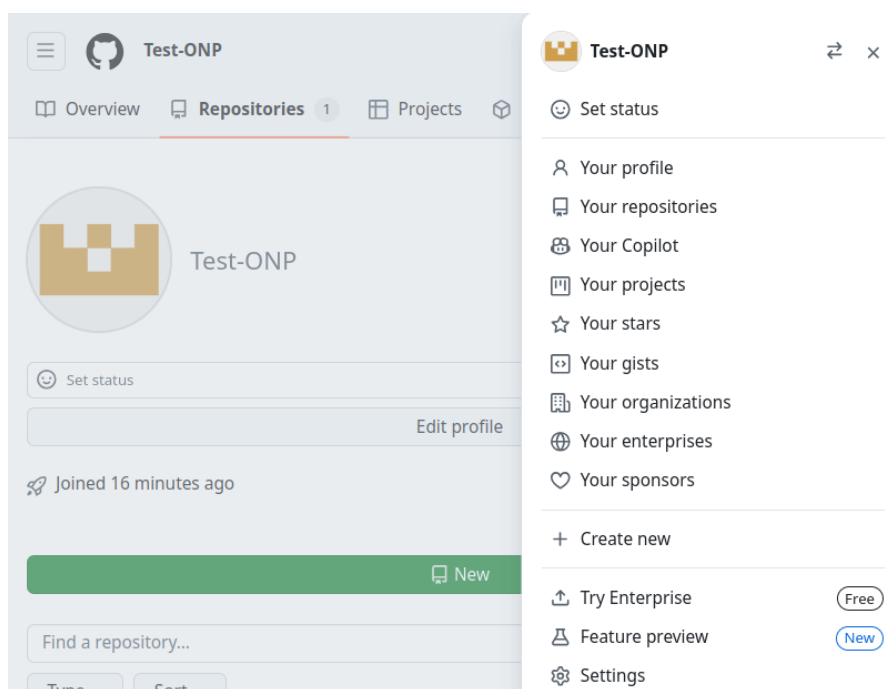 Test-ONP
Overview
Repositories 1
Projects
Test-ONP
Set status
Edit profile
Joined 16 minutes ago
New
Find a repository...
Type
Sort
Test-ONP
Set status
Your profile
Your repositories
Your Copilot
Your projects
Your stars
Your gists
Your organizations
Your enterprises
Your sponsors
Create new
Try Enterprise Free
Feature preview New
Settings